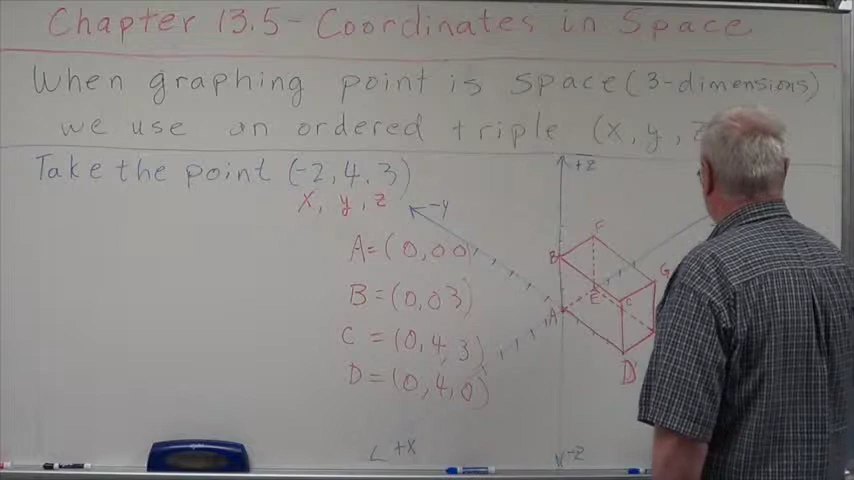 Chapter 13.5 - Coordinates in Space
When graphing point is space (3-dimensions)
we use an ordered triple (x, y, z
Take the point (-2, 4, 3)
x, y, z
A = (0, 0 0)
B = (0, 0 3)
C = (0, 4, 3)
D = (0, 4, 0)
+z
-y
F
B
G
E
C
A
D
+x
-z